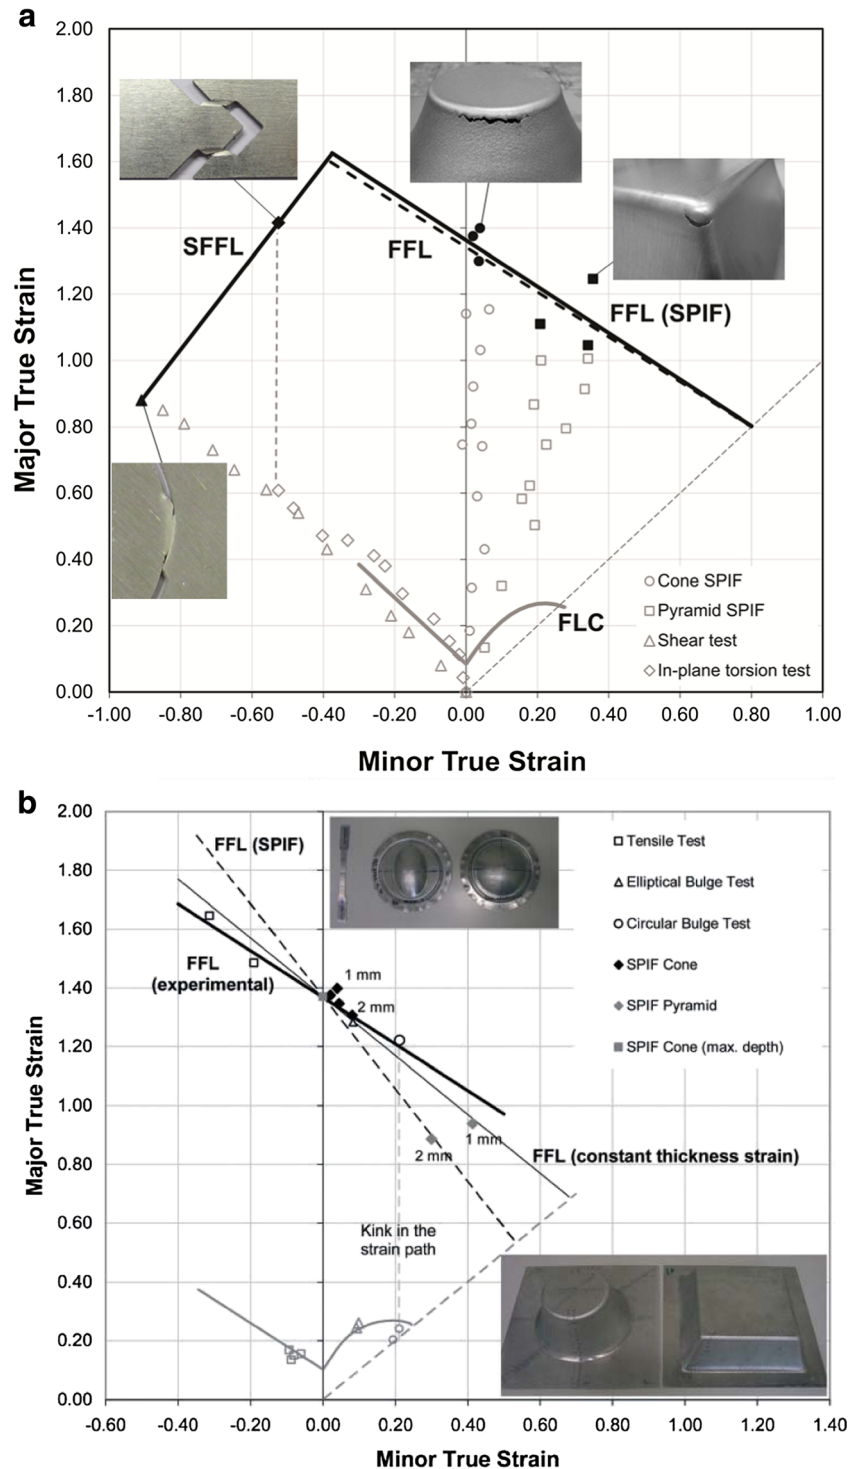 a
2.00
1.80
1.60
1.40
1.20
1.00
0.80
0.60
0.40
0.20
0.00
Major True Strain
SFFL
FFL
FFL (SPIF)
FLC
Cone SPIF
Pyramid SPIF
Shear test
In-plane torsion test
-1.00 -0.80 -0.60 -0.40 -0.20 0.00 0.20 0.40 0.60 0.80 1.00
Minor True Strain
b
2.00
1.80
1.60
1.40
1.20
1.00
0.80
0.60
0.40
0.20
0.00
Major True Strain
FFL (SPIF)
FFL
(experimental)
1 mm
2 mm
1 mm
2 mm
FFL (constant thickness strain)
Kink in the
strain path
Tensile Test
Elliptical Bulge Test
Circular Bulge Test
SPIF Cone
SPIF Pyramid
SPIF Cone (max. depth)
-0.60 -0.40 -0.20 0.00 0.20 0.40 0.60 0.80 1.00 1.20 1.40
Minor True Strain